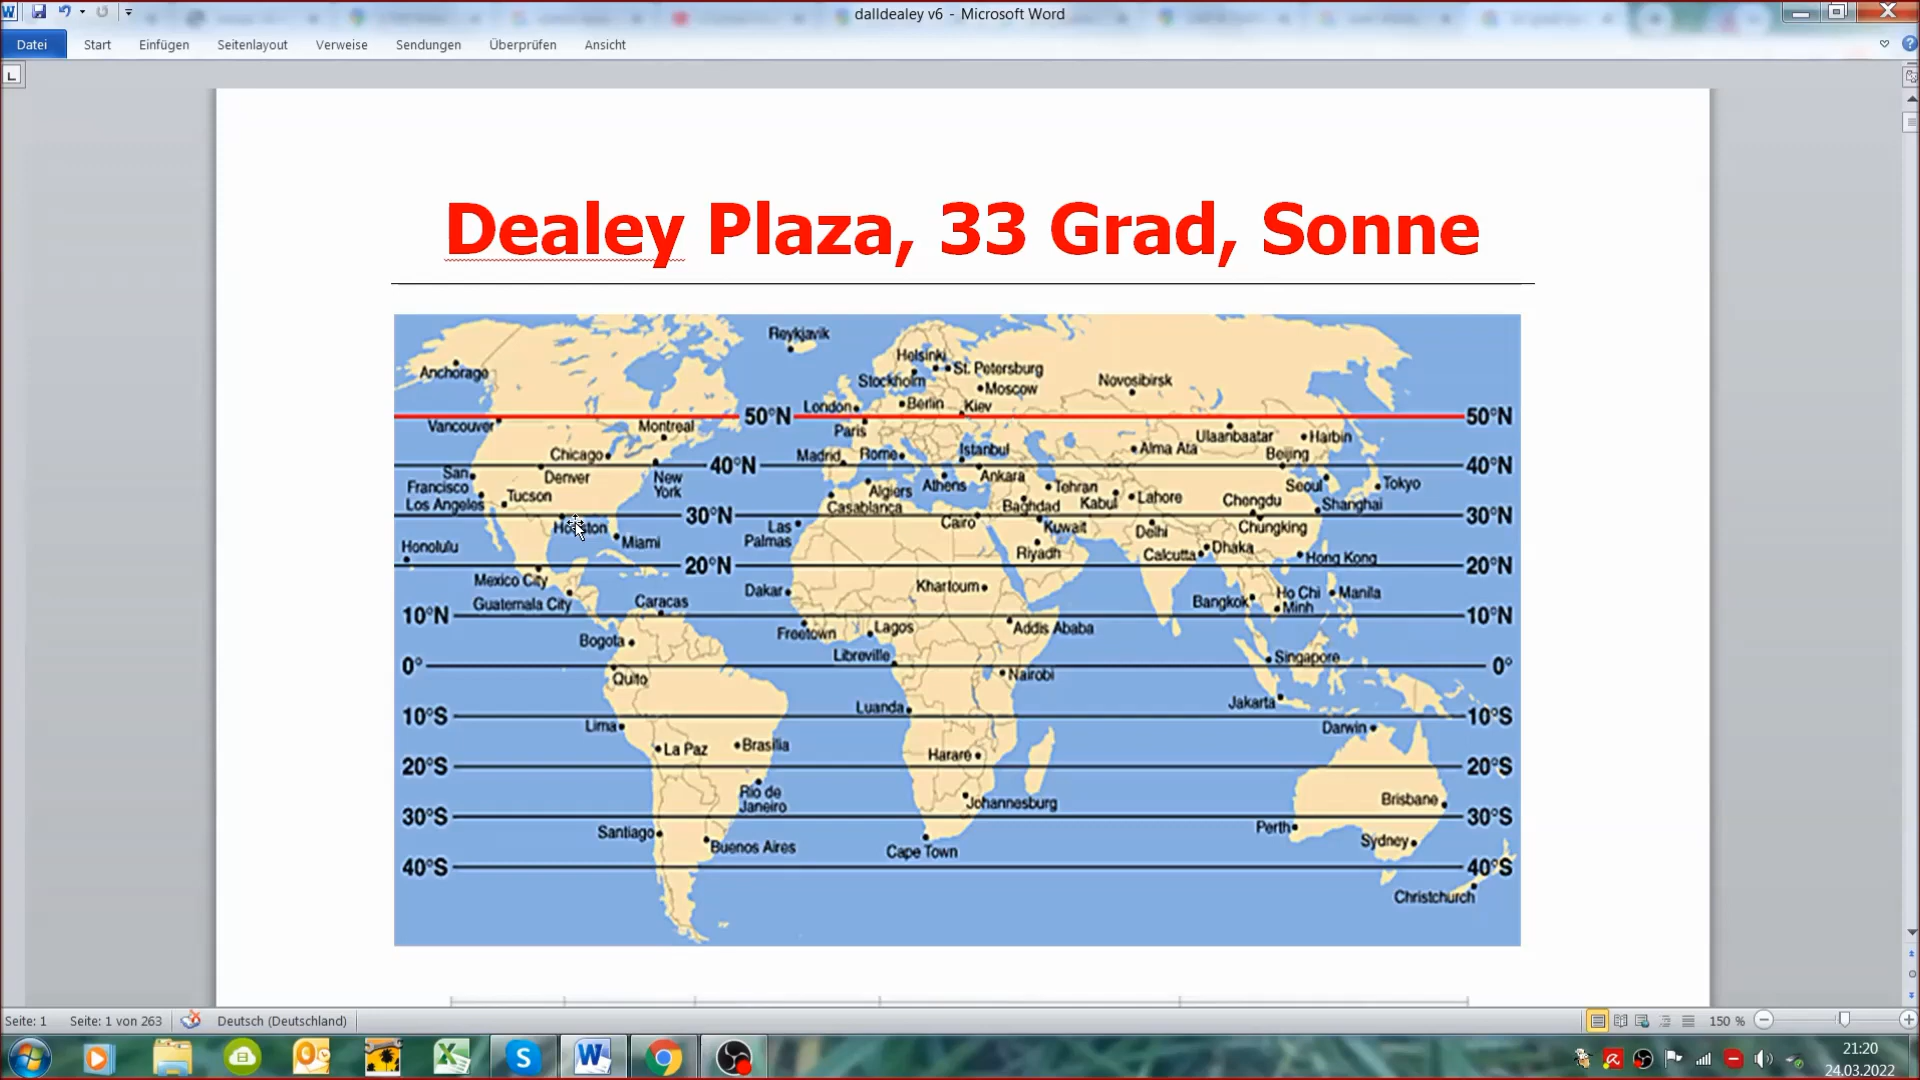 dalldealey v6 - Microsoft Word
Datei Start Einfügen Seitenlayout Verweise Sendungen Überprüfen Ansicht
Dealey Plaza, 33 Grad, Sonne
Reykjavik
Helsinki
St. Petersburg
Anchorage
Stockholm
Moscow
Novosibirsk
London
Berlin
Kiev
50°N
50°N
Vancouver
Montreal
Paris
Ulaanbaatar
Harbin
Chicago
Madrid
Rome
Istanbul
Alma Ata
Beijing
40°N
40°N
San
Francisco
Denver
New
York
Ankara
Algiers
Athens
Tehran
Seoul
Tokyo
Los Angeles
Tucson
Casablanca
Baghdad
Kabul
Lahore
Chengdu
Shanghai
30°N
30°N
Houston
Las
Palmas
Cairo
Kuwait
Delhi
Chungking
Honolulu
Miami
Riyadh
Calcutta
Dhaka
Hong Kong
20°N
20°N
Mexico City
Guatemala City
Caracas
Dakar
Khartoum
Bangkok
Ho Chi
Minh
Manila
10°N
10°N
Bogota
Freetown
Lagos
Addis Ababa
Libreville
Singapore
0°
0°
Quito
Nairobi
Luanda
Jakarta
10°S
10°S
Lima
Darwin
La Paz
Brasilia
Harare
20°S
20°S
Rio de
Janeiro
Johannesburg
Brisbane
30°S
30°S
Santiago
Buenos Aires
Cape Town
Perth
Sydney
40°S
40°S
Christchurch
Seite: 1 Seite: 1 von 263 Deutsch (Deutschland) 150 %
21:20
24.03.2022